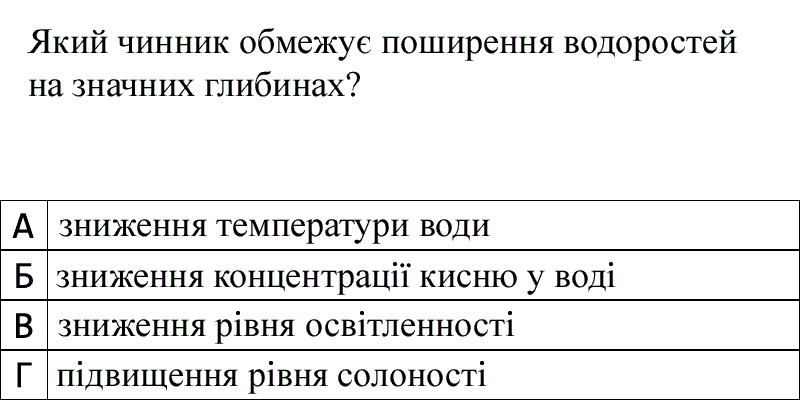 Який чинник обмежує поширення водоростей
на значних глибинах?
А зниження температури води
Б зниження концентрації кисню у воді
В зниження рівня освітленності
Г підвищення рівня солоності